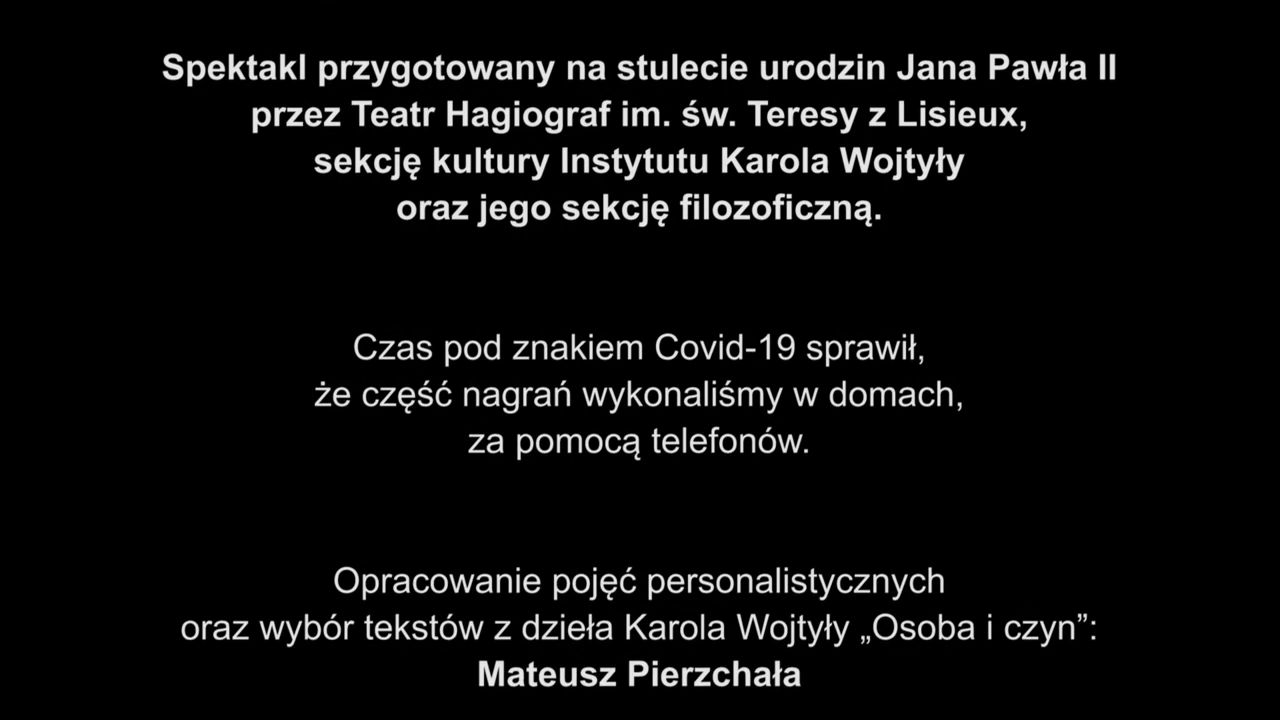 Spektakl przygotowany na stulecie urodzin Jana Pawła II
przez Teatr Hagiograf im. św. Teresy z Lisieux,
sekcję kultury Instytutu Karola Wojtyły
oraz jego sekcję filozoficzną.
Czas pod znakiem Covid-19 sprawił,
że część nagrań wykonaliśmy w domach,
za pomocą telefonów.
Opracowanie pojęć personalistycznych
oraz wybór tekstów z dzieła Karola Wojtyły „Osoba i czyn”:
Mateusz Pierzchała